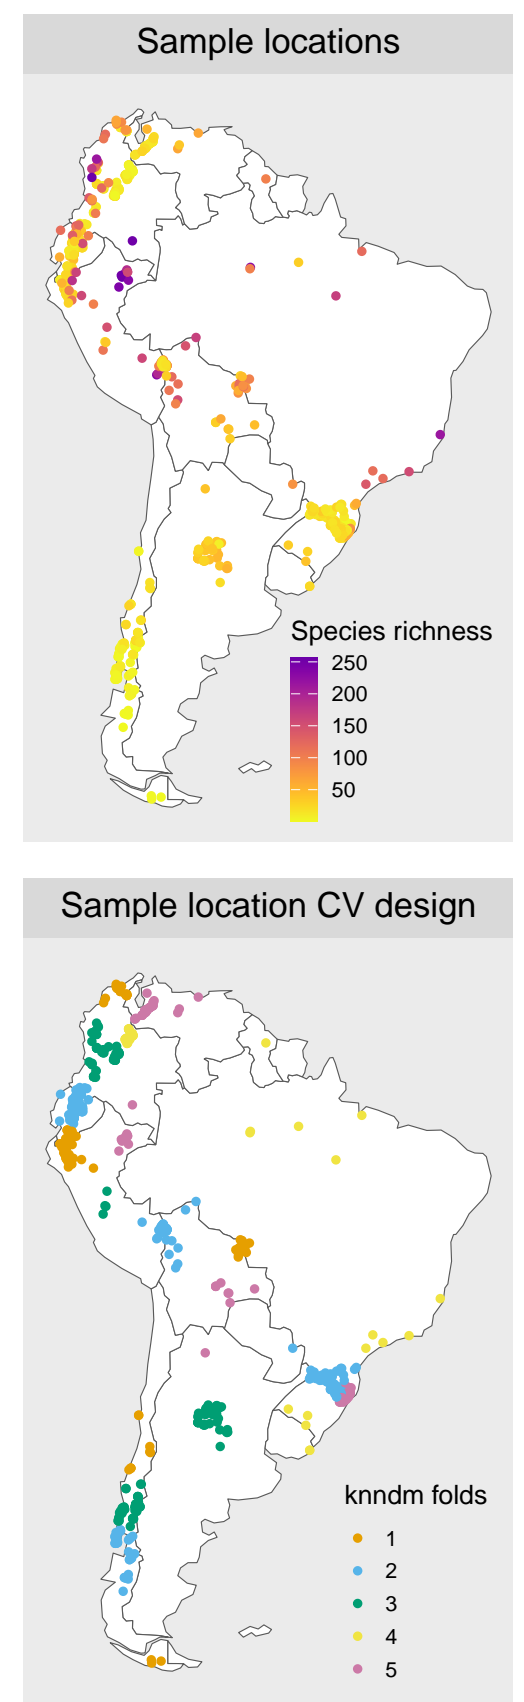 Sample locations
Species richness
250
200
150
100
50
Sample location CV design
knndm folds
1
2
3
4
5